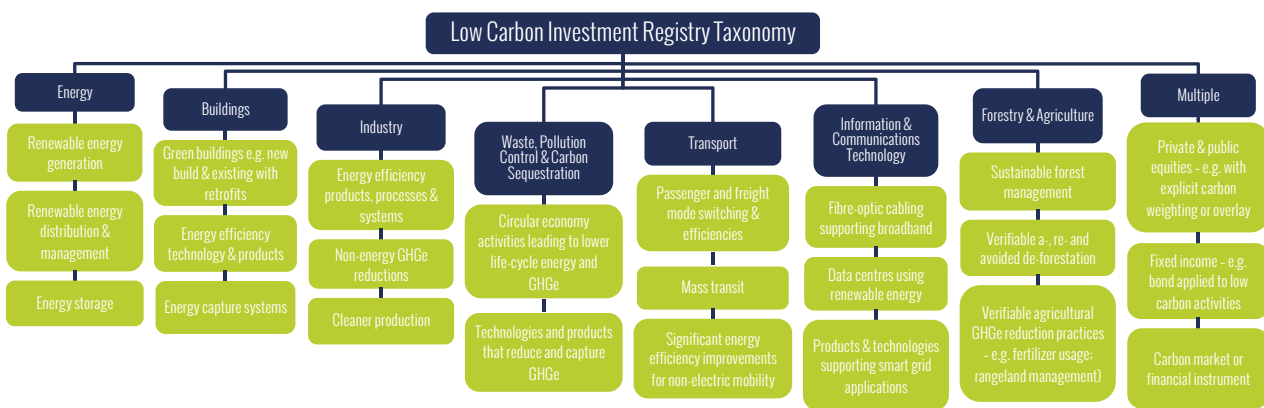 Low Carbon Investment Registry Taxonomy
Energy
Renewable energy
generation
Renewable energy
distribution &
management
Energy storage
Buildings
Green buildings e.g. new
build & existing with
retrofits
Energy efficiency
technology & products
Energy capture systems
Industry
Energy efficiency
products, processes &
systems
Non-energy GHGe
reductions
Cleaner production
Waste, Pollution
Control & Carbon
Sequestration
Circular economy
activities leading to lower
life-cycle energy and
GHGe
Technologies and products
that reduce and capture
GHGe
Transport
Passenger and freight
mode switching &
efficiencies
Mass transit
Significant energy
efficiency improvements
for non-electric mobility
Information &
Communications
Technology
Fibre-optic cabling
supporting broadband
Data centres using
renewable energy
Products & technologies
supporting smart grid
applications
Forestry & Agriculture
Sustainable forest
management
Verifiable a-, re- and
avoided de-forestation
Verifiable agricultural
GHGe reduction practices
– e.g. fertilizer usage;
rangeland management)
Multiple
Private & public
equities – e.g. with
explicit carbon
weighting or overlay
Fixed income – e.g.
bond applied to low
carbon activities
Carbon market or
financial instrument